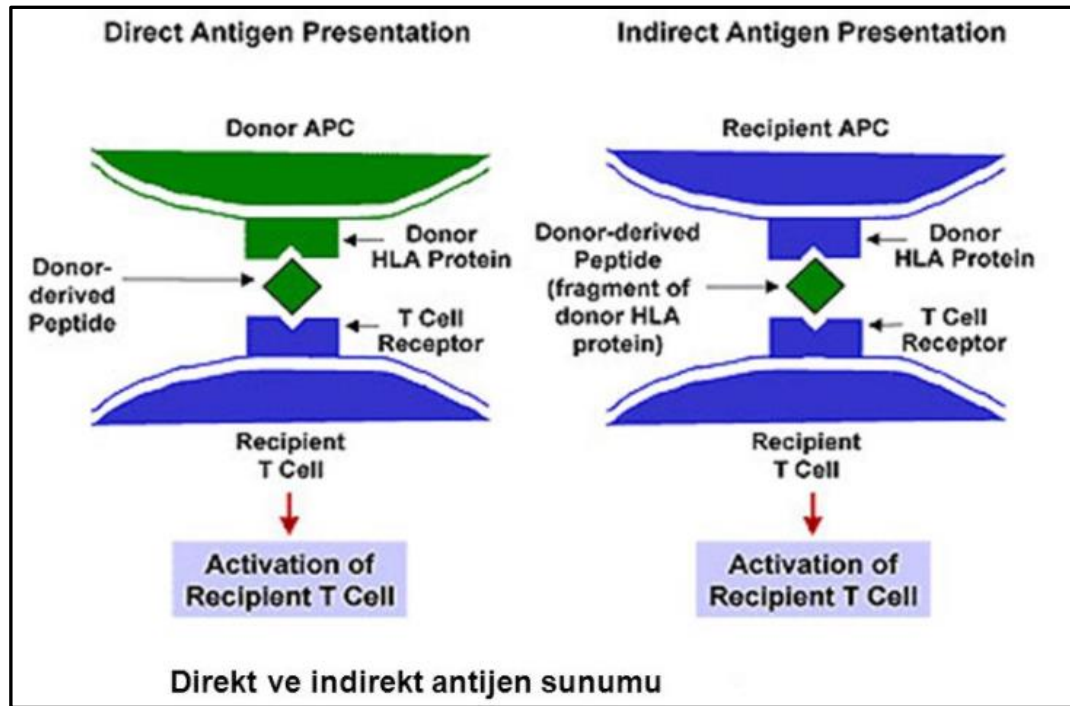 Direct Antigen Presentation
Donor APC
Donor
HLA Protein
Donor-
derived
Peptide
T Cell
Receptor
Recipient
T Cell
Activation of
Recipient T Cell
Indirect Antigen Presentation
Recipient APC
Donor
HLA Protein
Donor-derived
Peptide
(fragment of
donor HLA
protein)
T Cell
Receptor
Recipient
T Cell
Activation of
Recipient T Cell
Direkt ve indirekt antijen sunumu